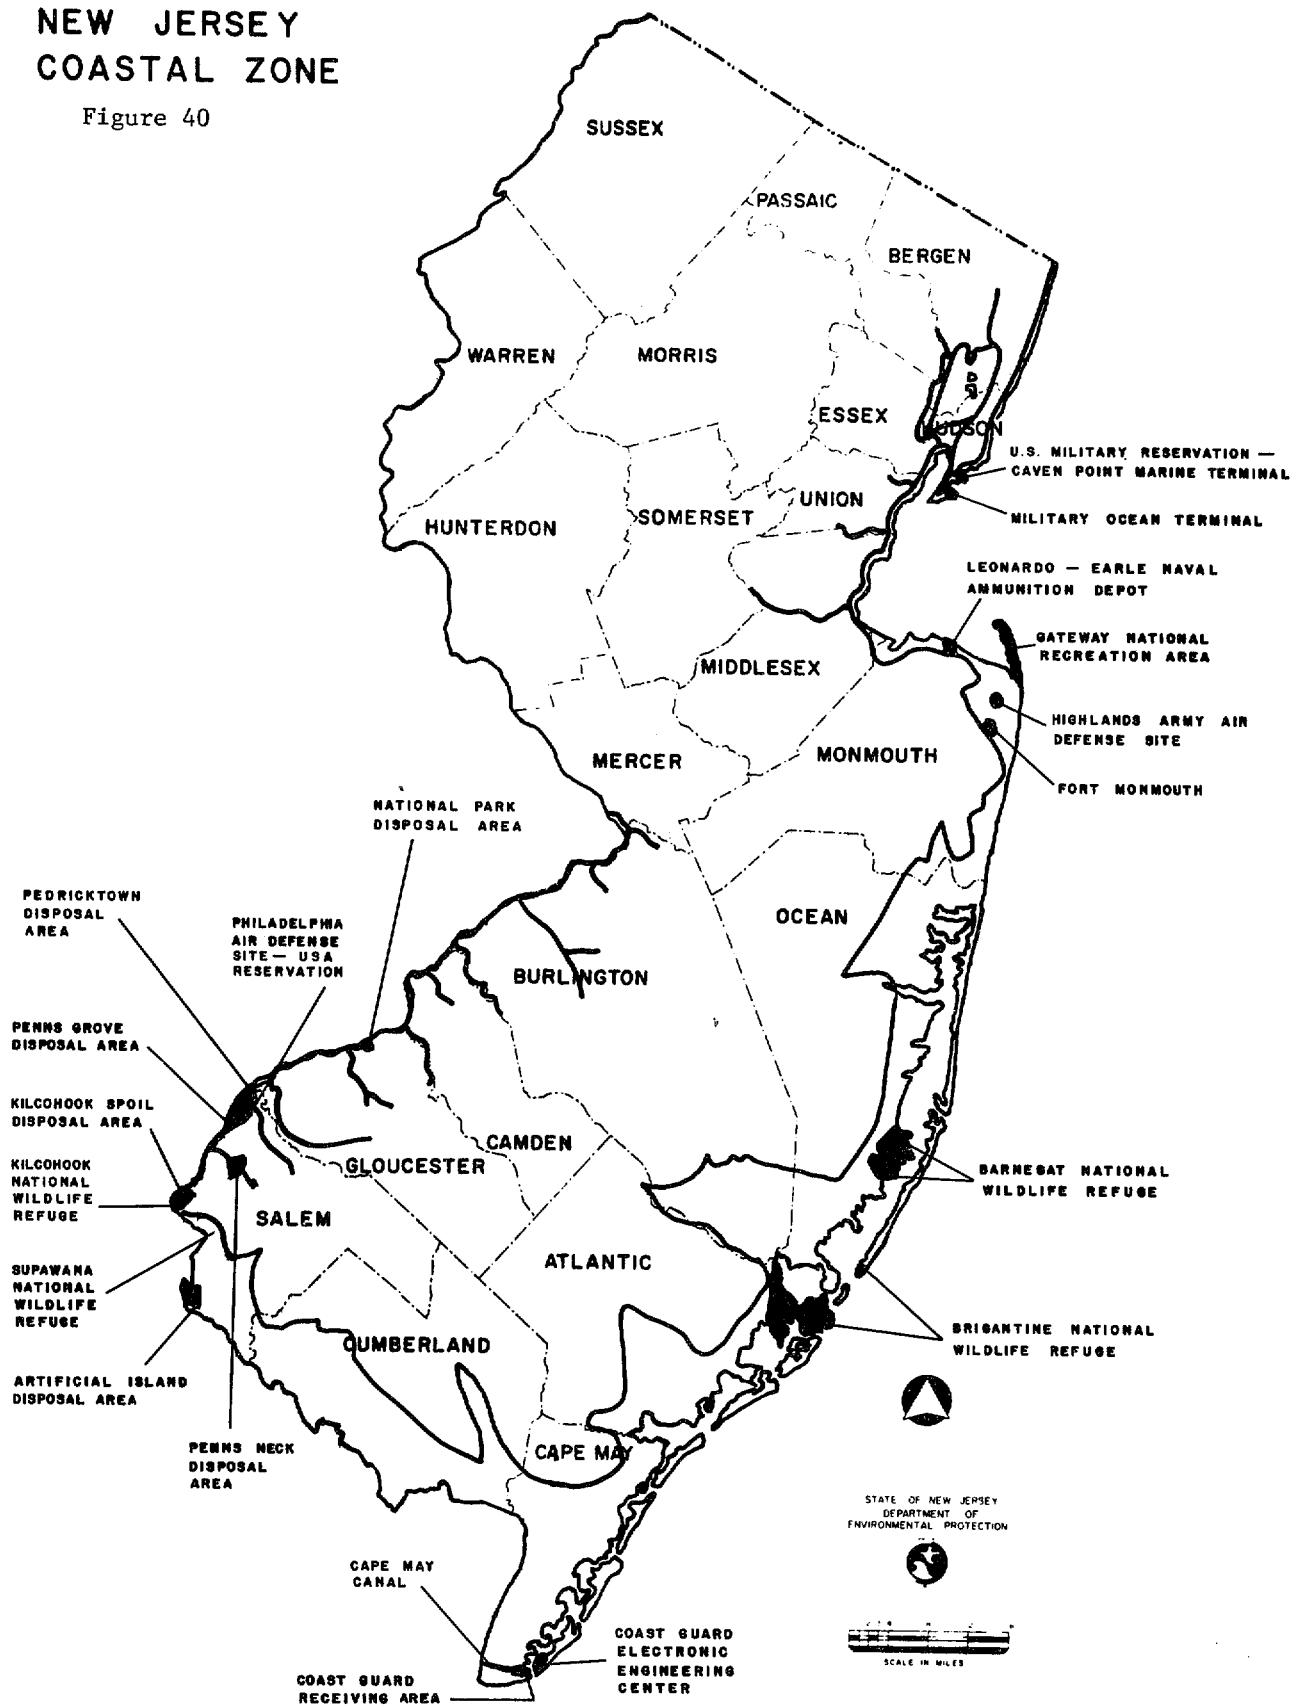 NEW JERSEY
COASTAL ZONE
Figure 40
SUSSEX
PASSAIC
BERGEN
WARREN
MORRIS
ESSEX
HUDSON
U.S. MILITARY RESERVATION —
CAVEN POINT MARINE TERMINAL
UNION
HUNTERDON
SOMERSET
MILITARY OCEAN TERMINAL
LEONARDO — EARLE NAVAL
AMMUNITION DEPOT
GATEWAY NATIONAL
RECREATION AREA
MIDDLESEX
HIGHLANDS ARMY AIR
DEFENSE SITE
MERCER
MONMOUTH
FORT MONMOUTH
NATIONAL PARK
DISPOSAL AREA
PEDRICKTOWN
DISPOSAL
AREA
PHILADELPHIA
AIR DEFENSE
SITE — USA
RESERVATION
OCEAN
BURLINGTON
PENNS GROVE
DISPOSAL AREA
KILCOHOOK SPOIL
DISPOSAL AREA
CAMDEN
GLOUCESTER
KILCOHOOK
NATIONAL
WILDLIFE
REFUGE
BARNEGAT NATIONAL
WILDLIFE REFUGE
SALEM
ATLANTIC
SUPAWANA
NATIONAL
WILDLIFE
REFUGE
CUMBERLAND
BRIGANTINE NATIONAL
WILDLIFE REFUGE
ARTIFICIAL ISLAND
DISPOSAL AREA
PENNS NECK
DISPOSAL
AREA
CAPE MAY
STATE OF NEW JERSEY
DEPARTMENT OF
ENVIRONMENTAL PROTECTION
CAPE MAY
CANAL
COAST GUARD
ELECTRONIC
ENGINEERING
CENTER
SCALE IN MILES
COAST GUARD
RECEIVING AREA